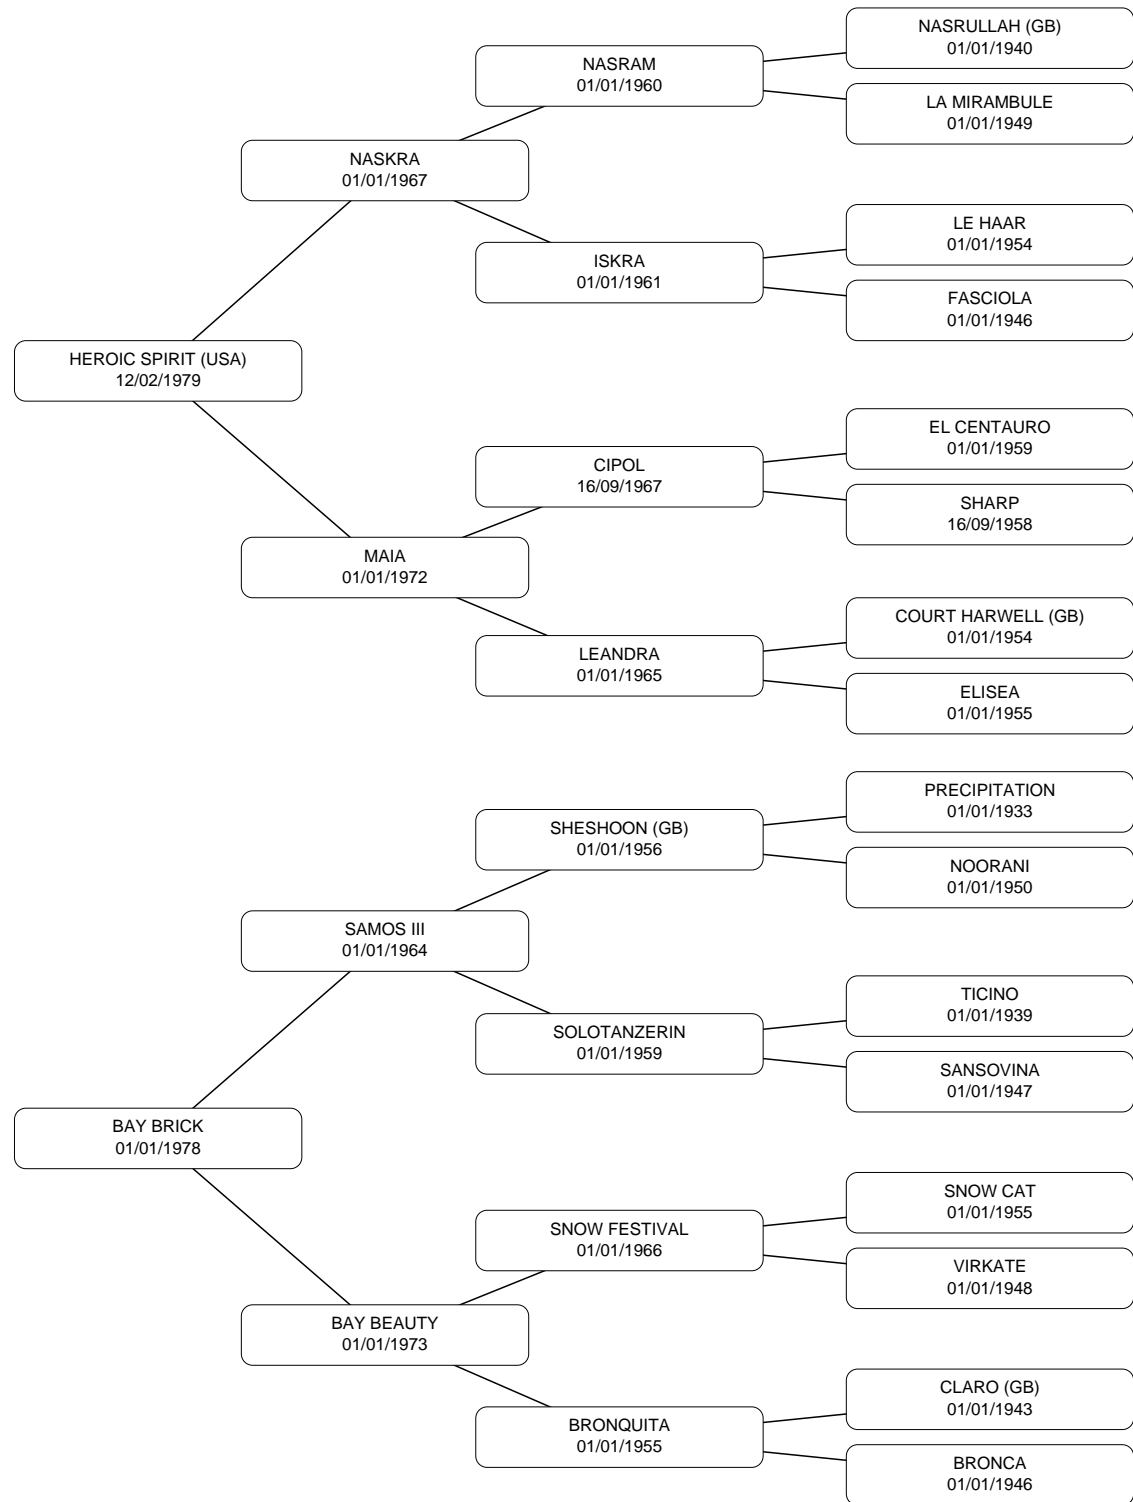 NASRULLAH (GB)
01/01/1940
NASRAM
01/01/1960
LA MIRAMBULE
01/01/1949
NASKRA
01/01/1967
LE HAAR
01/01/1954
ISKRA
01/01/1961
FASCIOLA
01/01/1946
HEROIC SPIRIT (USA)
12/02/1979
EL CENTAURO
01/01/1959
CIPOL
16/09/1967
SHARP
16/09/1958
MAIA
01/01/1972
COURT HARWELL (GB)
01/01/1954
LEANDRA
01/01/1965
ELISEA
01/01/1955
PRECIPITATION
01/01/1933
SHESHOON (GB)
01/01/1956
NOORANI
01/01/1950
SAMOS III
01/01/1964
TICINO
01/01/1939
SOLOTANZERIN
01/01/1959
SANSOVINA
01/01/1947
BAY BRICK
01/01/1978
SNOW CAT
01/01/1955
SNOW FESTIVAL
01/01/1966
VIRKATE
01/01/1948
BAY BEAUTY
01/01/1973
CLARO (GB)
01/01/1943
BRONQUITA
01/01/1955
BRONCA
01/01/1946